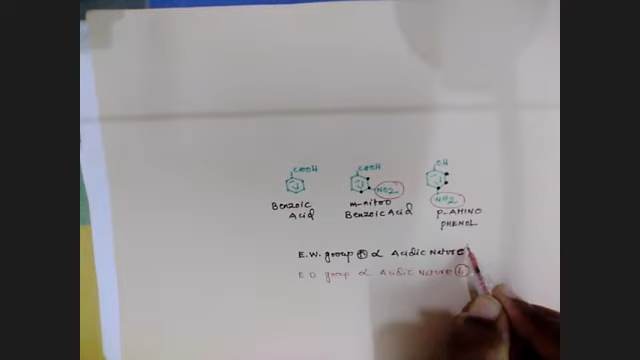 COOH COOH OH
NO2 NO2
Benzoic Acid
m-nitro Benzoic Acid
P-AMINO PHENOL
E.W. group ↑ α Acidic Nature
E D group α Acidic Nature ↓